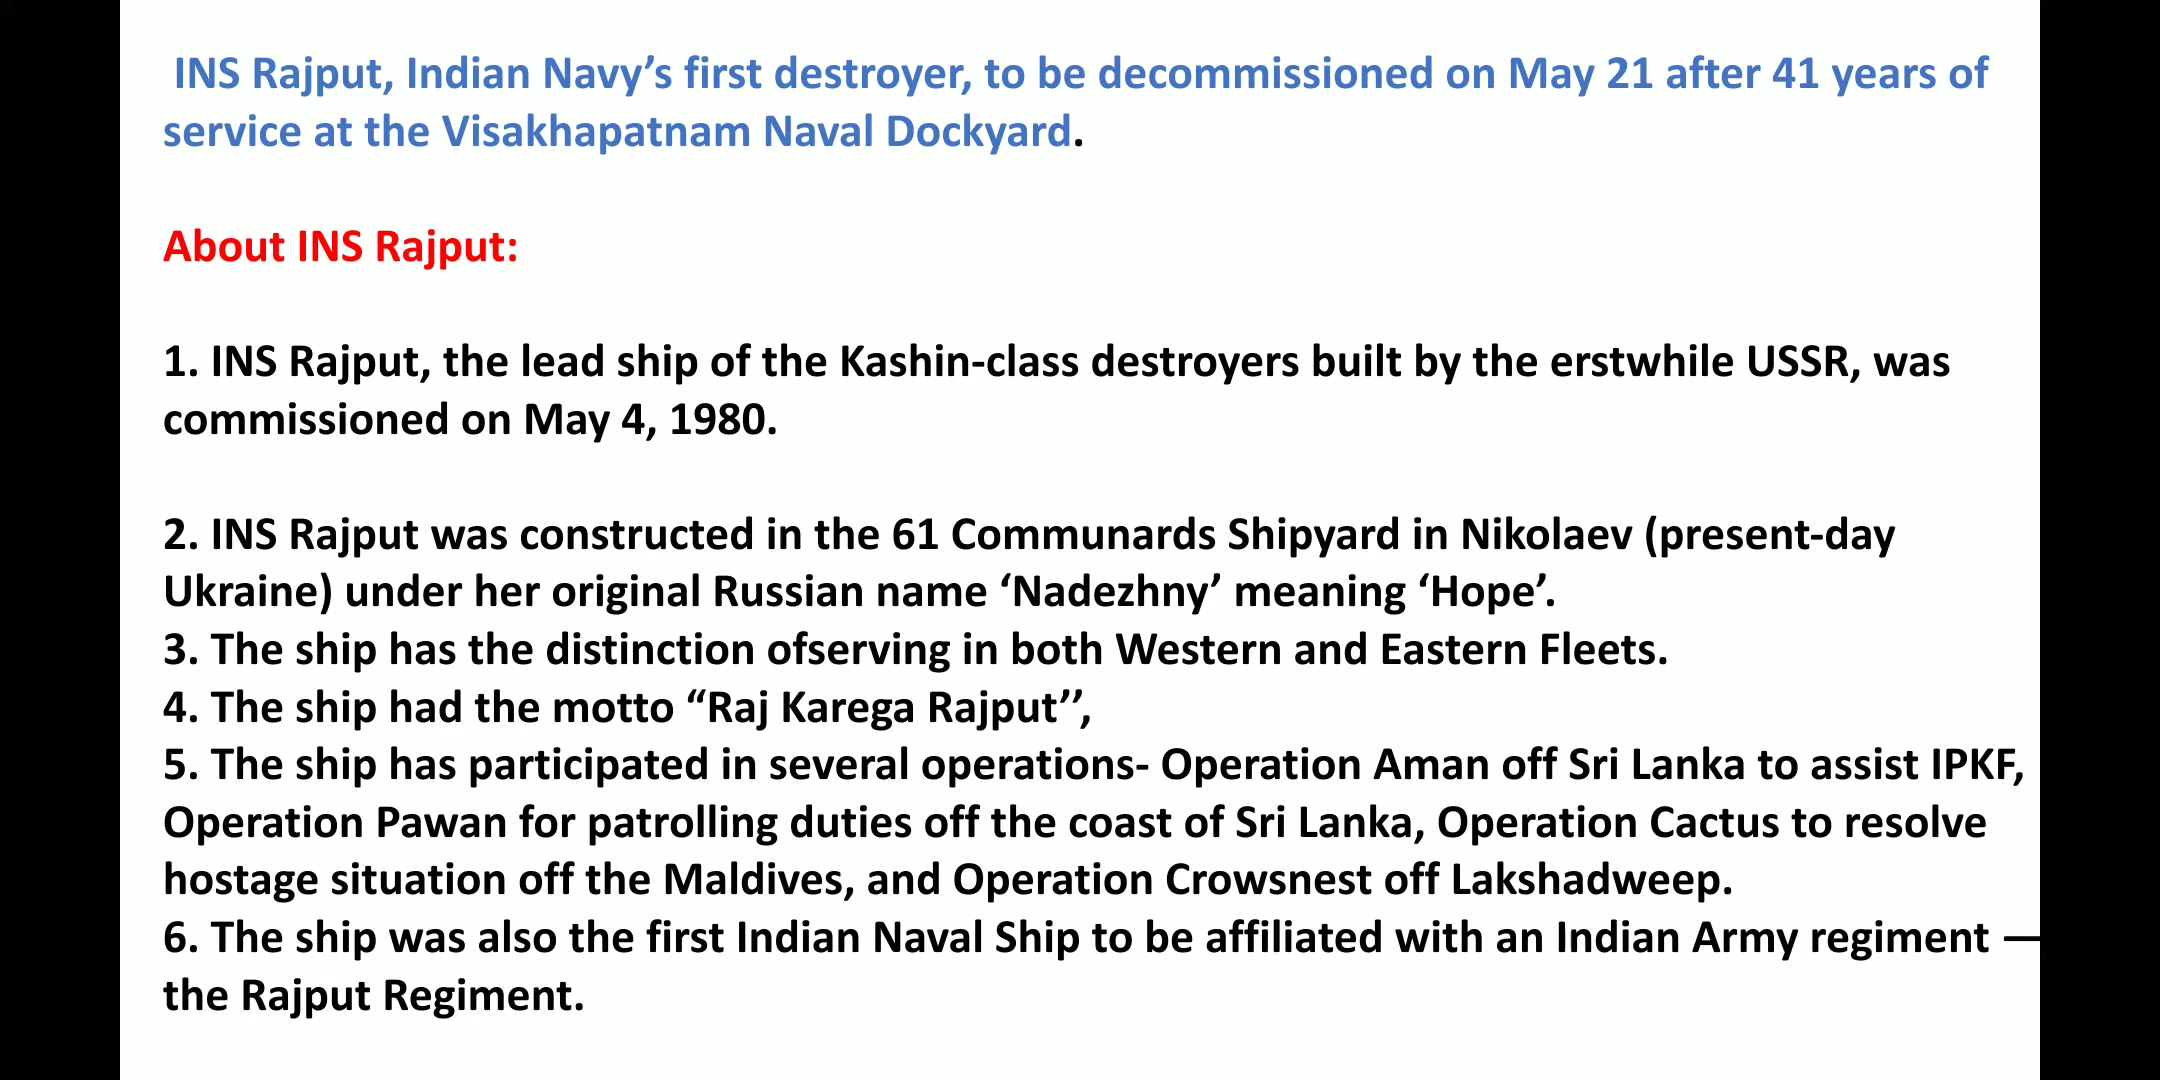 INS Rajput, Indian Navy’s first destroyer, to be decommissioned on May 21 after 41 years of
service at the Visakhapatnam Naval Dockyard.
About INS Rajput:
1. INS Rajput, the lead ship of the Kashin-class destroyers built by the erstwhile USSR, was
commissioned on May 4, 1980.
2. INS Rajput was constructed in the 61 Communards Shipyard in Nikolaev (present-day
Ukraine) under her original Russian name ‘Nadezhny’ meaning ‘Hope’.
3. The ship has the distinction ofserving in both Western and Eastern Fleets.
4. The ship had the motto “Raj Karega Rajput’’,
5. The ship has participated in several operations- Operation Aman off Sri Lanka to assist IPKF,
Operation Pawan for patrolling duties off the coast of Sri Lanka, Operation Cactus to resolve
hostage situation off the Maldives, and Operation Crowsnest off Lakshadweep.
6. The ship was also the first Indian Naval Ship to be affiliated with an Indian Army regiment —
the Rajput Regiment.